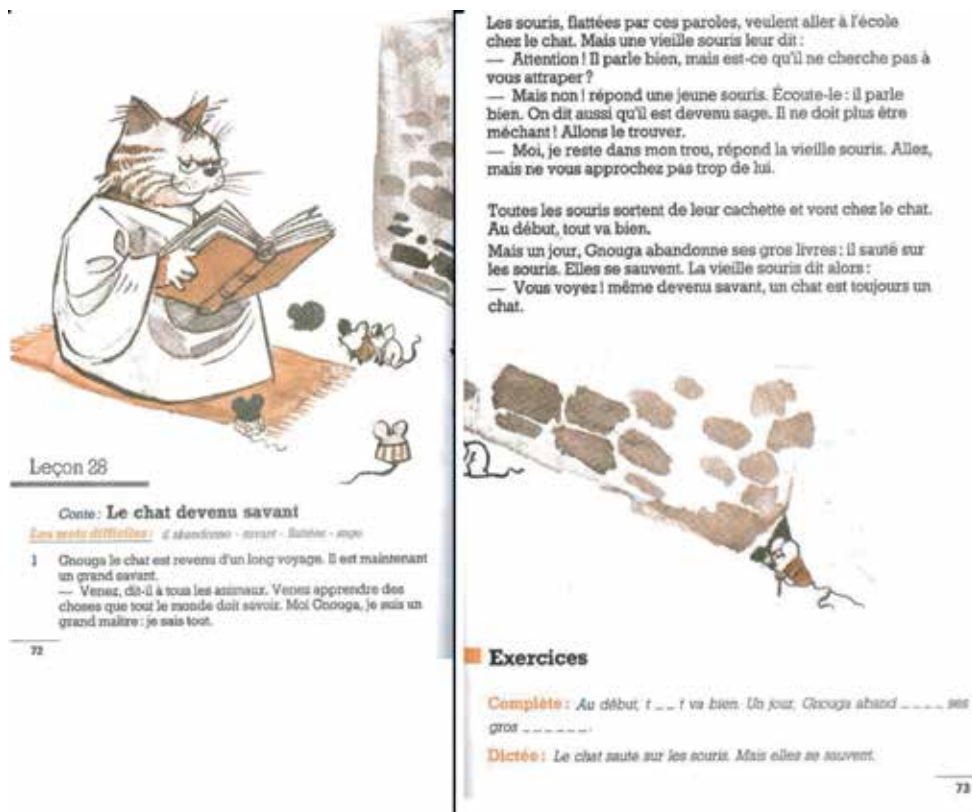 Leçon 28
Conte : Le chat devenu savant
Les mots difficiles : il abandonne - savant - flattées - sage
1 Gnouga le chat est revenu d'un long voyage. Il est maintenant
un grand savant.
— Venez, dit-il à tous les animaux. Venez apprendre des
choses que tout le monde doit savoir. Moi Gnouga, je suis un
grand maître : je sais tout.
72
Les souris, flattées par ces paroles, veulent aller à l'école
chez le chat. Mais une vieille souris leur dit :
— Attention ! Il parle bien, mais est-ce qu'il ne cherche pas à
vous attraper ?
— Mais non ! répond une jeune souris. Écoute-le : il parle
bien. On dit aussi qu'il est devenu sage. Il ne doit plus être
méchant ! Allons le trouver.
— Moi, je reste dans mon trou, répond la vieille souris. Allez,
mais ne vous approchez pas trop de lui.
Toutes les souris sortent de leur cachette et vont chez le chat.
Au début, tout va bien.
Mais un jour, Gnouga abandonne ses gros livres : il saute sur
les souris. Elles se sauvent. La vieille souris dit alors :
— Vous voyez ! même devenu savant, un chat est toujours un
chat.
Exercices
Complète : Au début, t _ _ t va bien. Un jour, Gnouga aband _ _ _ _ ses
gros _ _ _ _ _ _.
Dictée : Le chat saute sur les souris. Mais elles se sauvent.
73